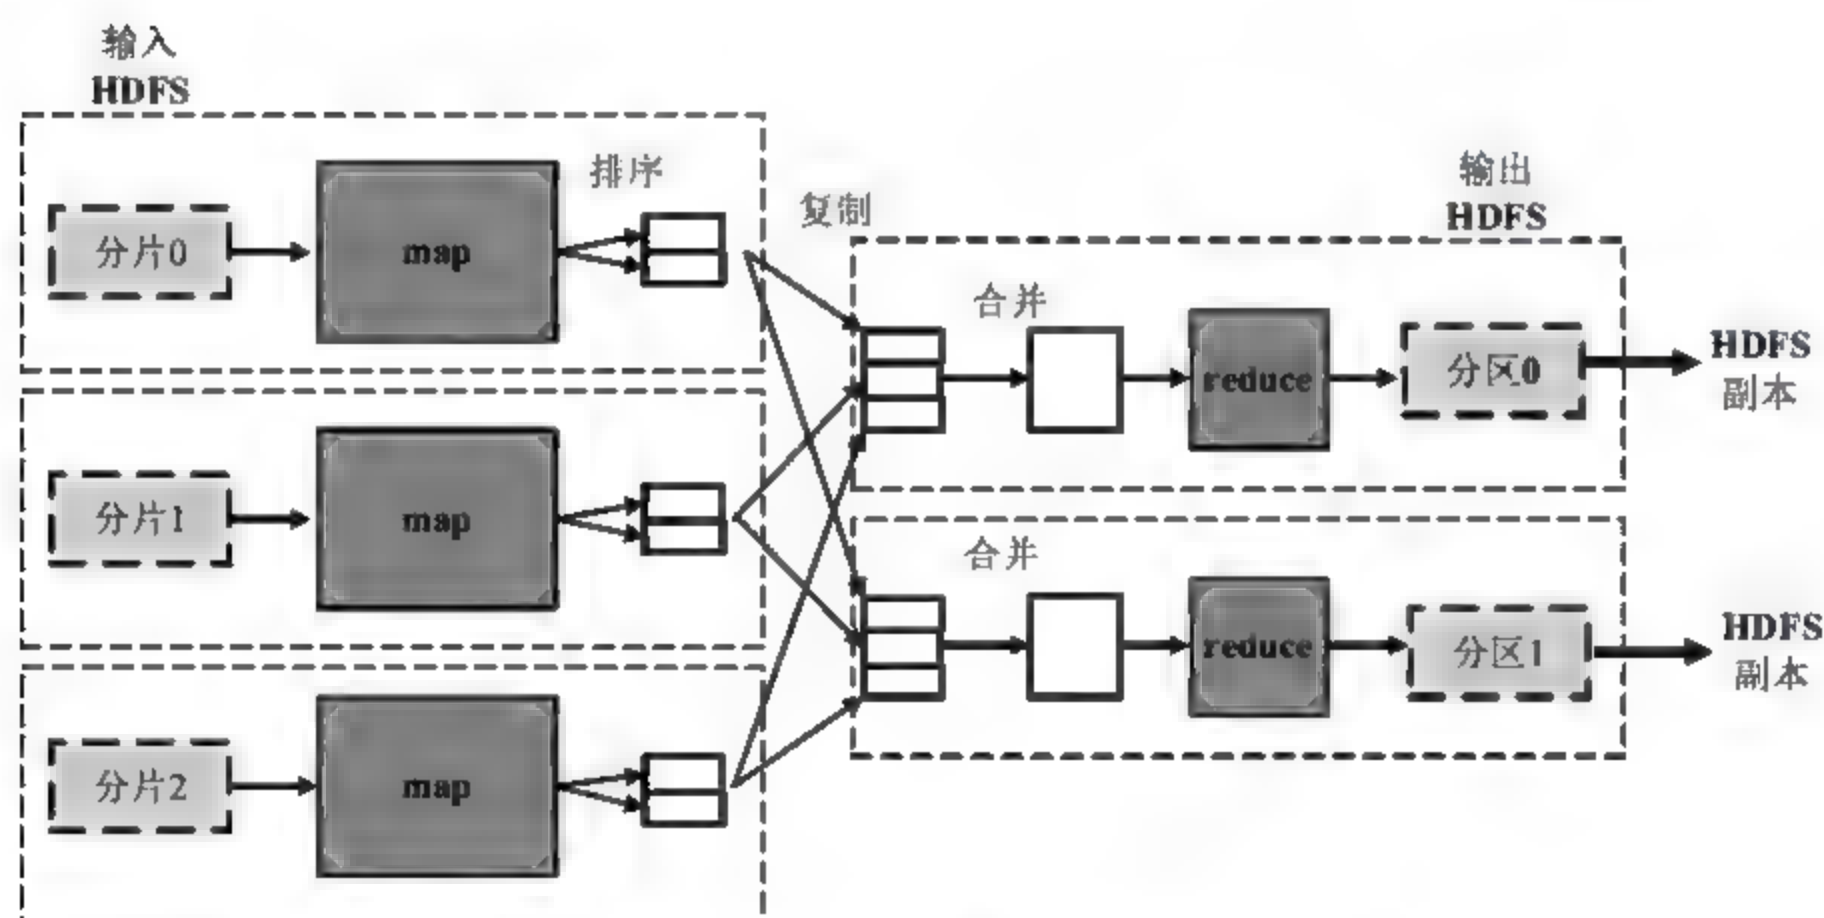 输入
HDFS
分片0
map
排序
复制
分片1
map
分片2
map
输出
HDFS
合并
reduce
分区0
HDFS
副本
合并
reduce
分区1
HDFS
副本